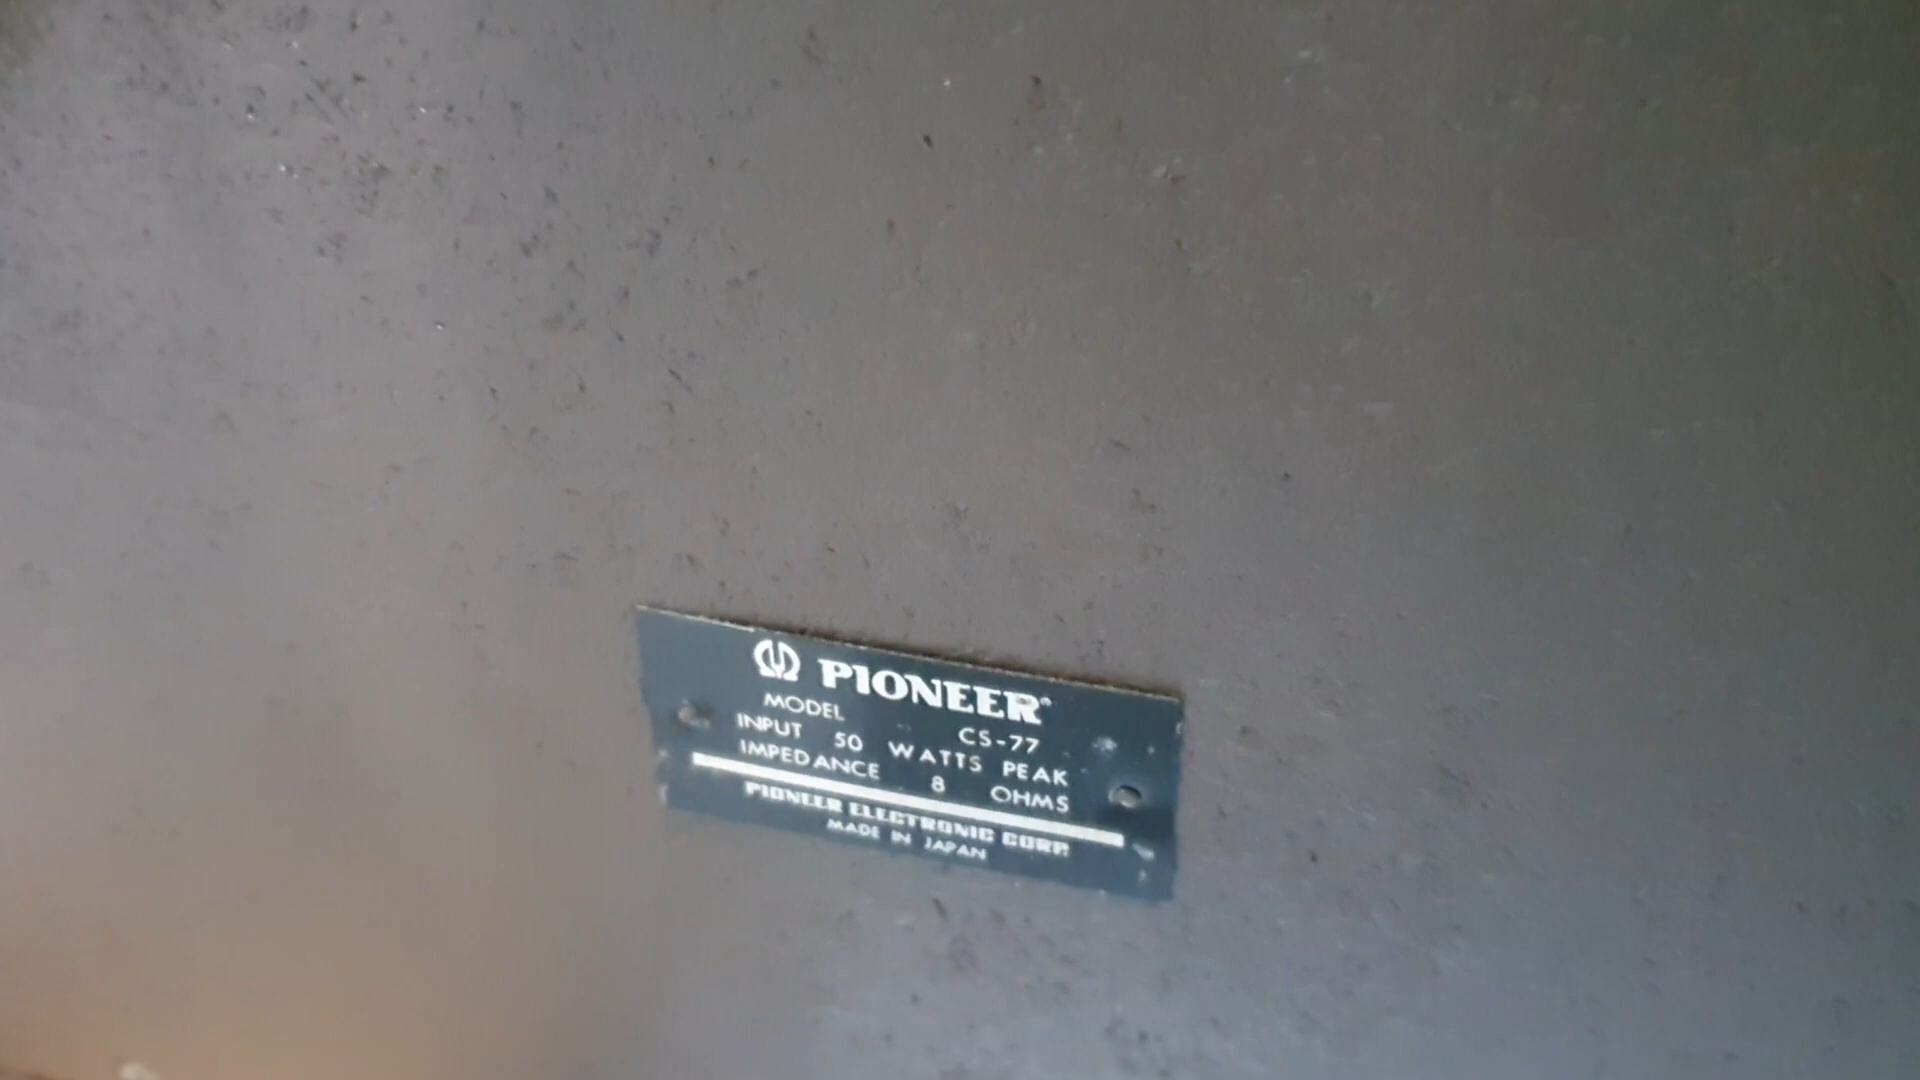 PIONEER®
MODEL CS-77
INPUT 50 WATTS PEAK
IMPEDANCE 8 OHMS
PIONEER ELECTRONIC CORP.
MADE IN JAPAN